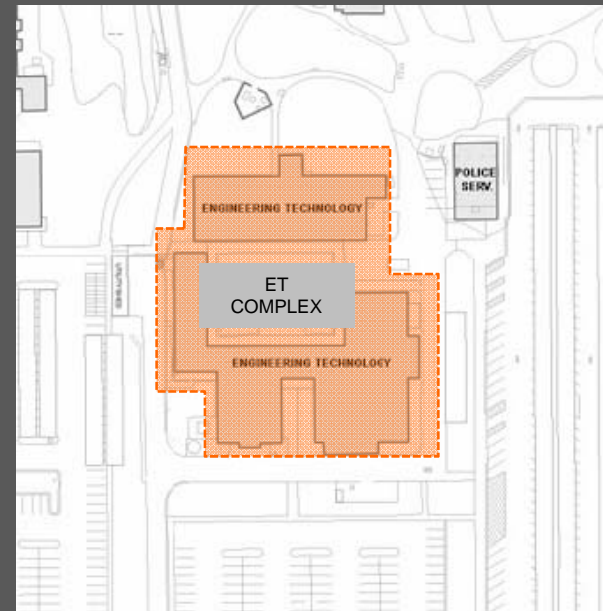 POLICE
SERV.
ENGINEERING TECHNOLOGY
ET
COMPLEX
ENGINEERING TECHNOLOGY